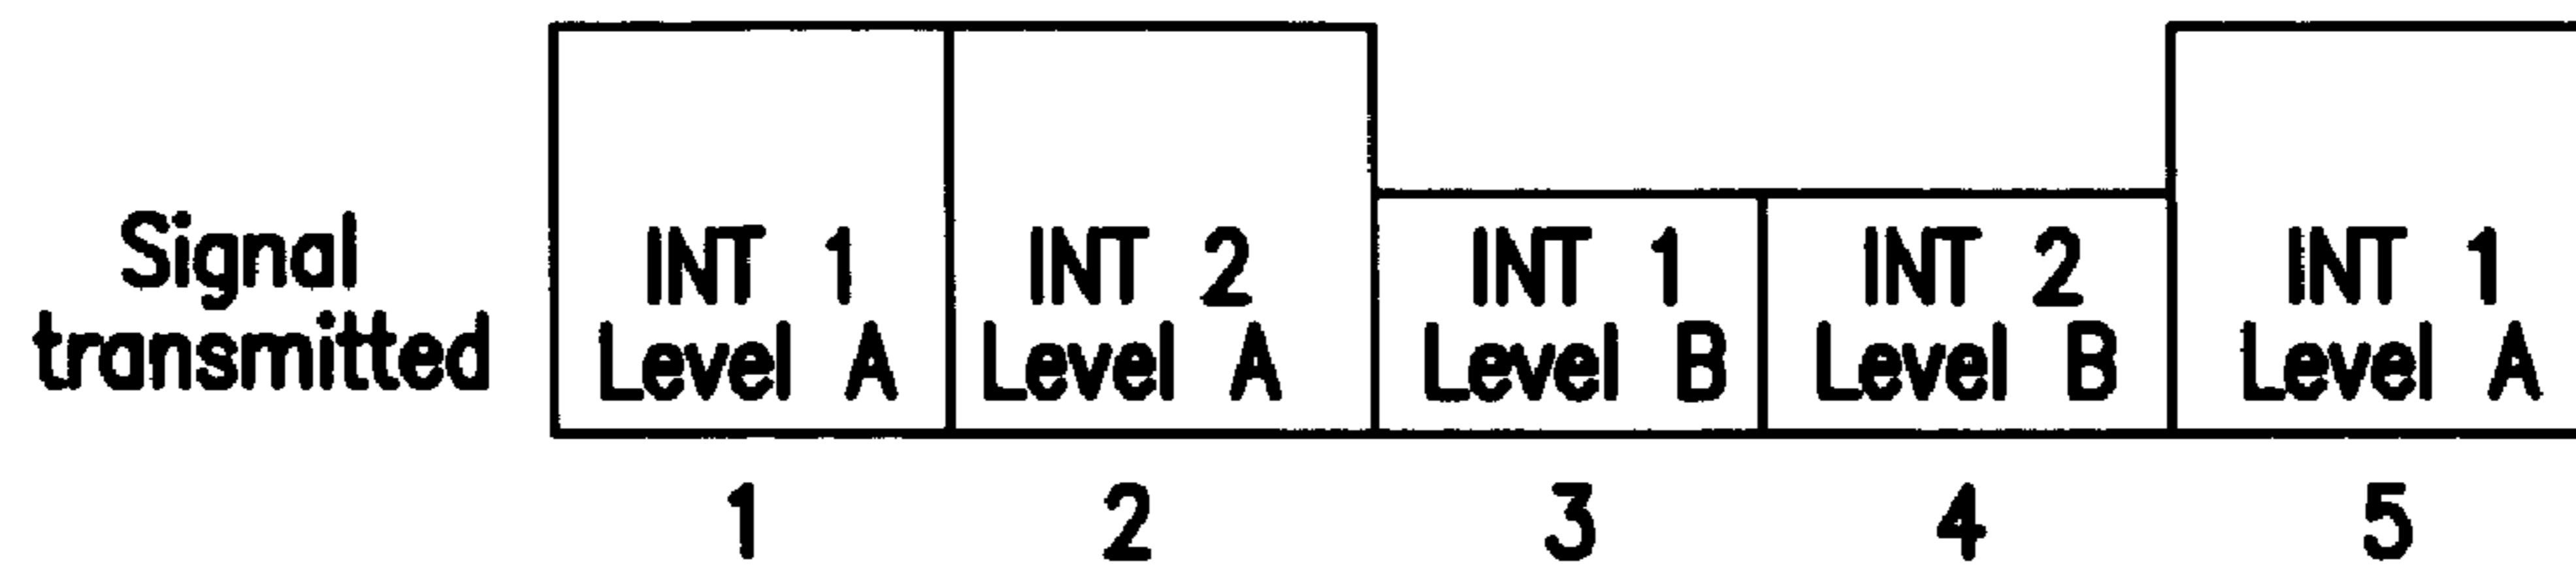 Signal
transmitted
INT 1
Level A
INT 2
Level A
INT 1
Level B
INT 2
Level B
INT 1
Level A
1 2 3 4 5